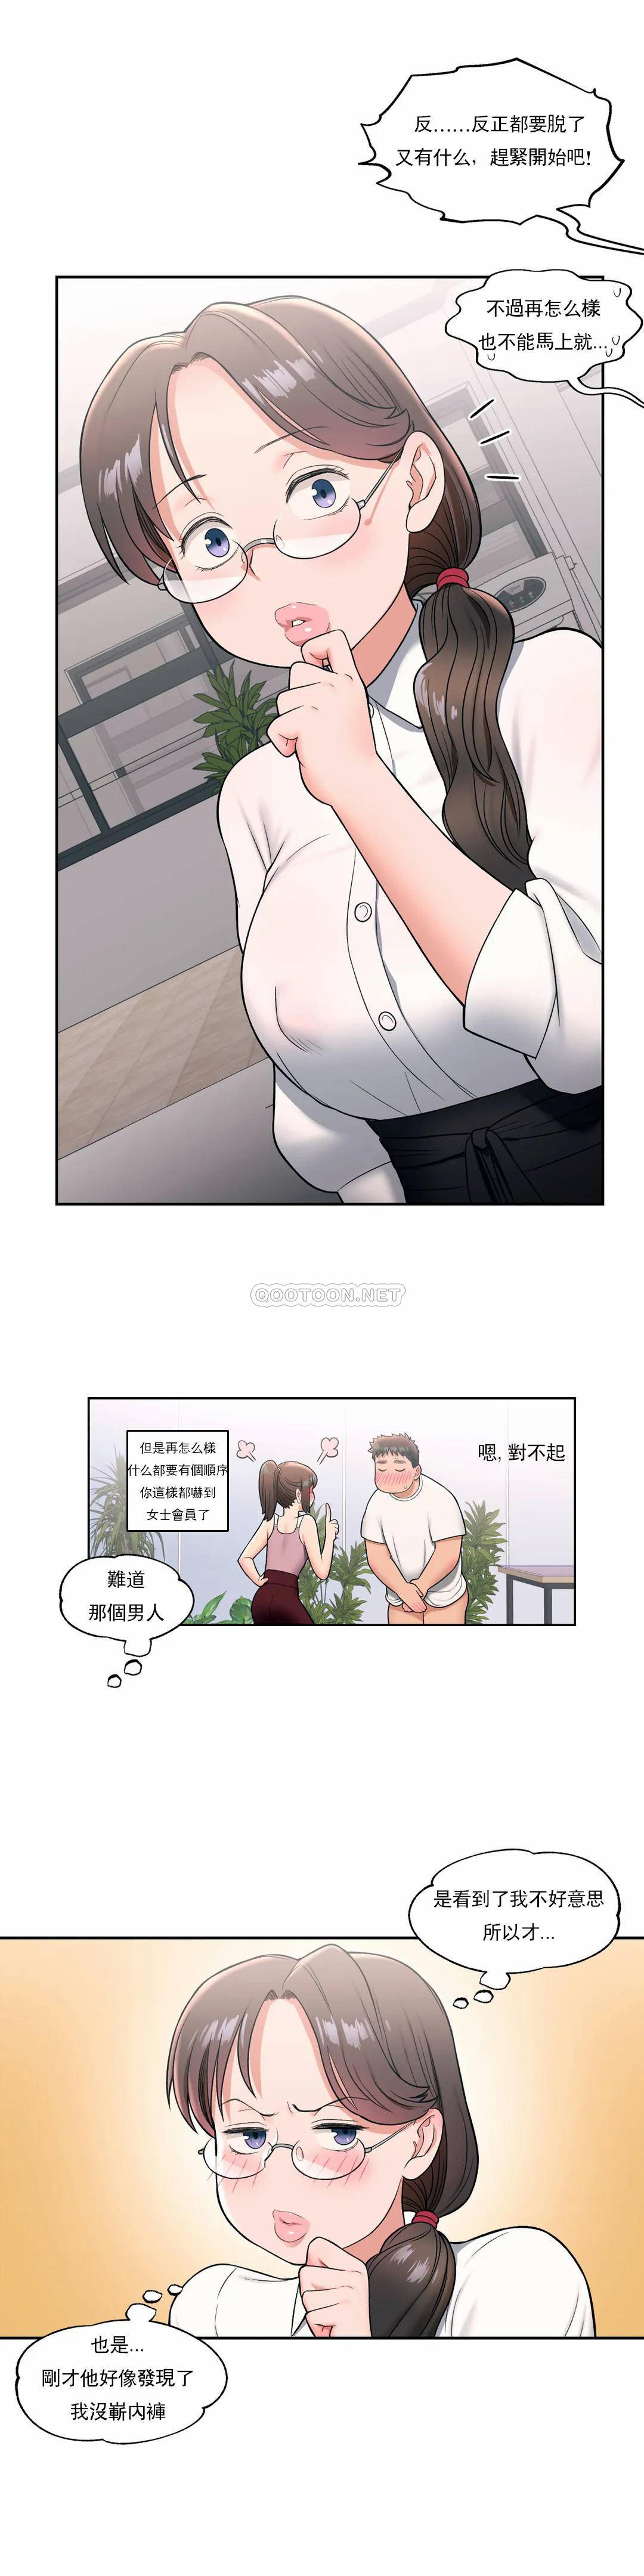 反……反正都要脫了
又有什么，趕緊開始吧!
不過再怎么樣
也不能馬上就...
QOOTOON.NET
但是再怎么樣
什么都要有個順序
你這樣都嚇到
女士會員了
嗯,對不起
難道
那個男人
是看到了我不好意思
所以才...
也是...
剛才他好像發現了
我沒嶄内褲